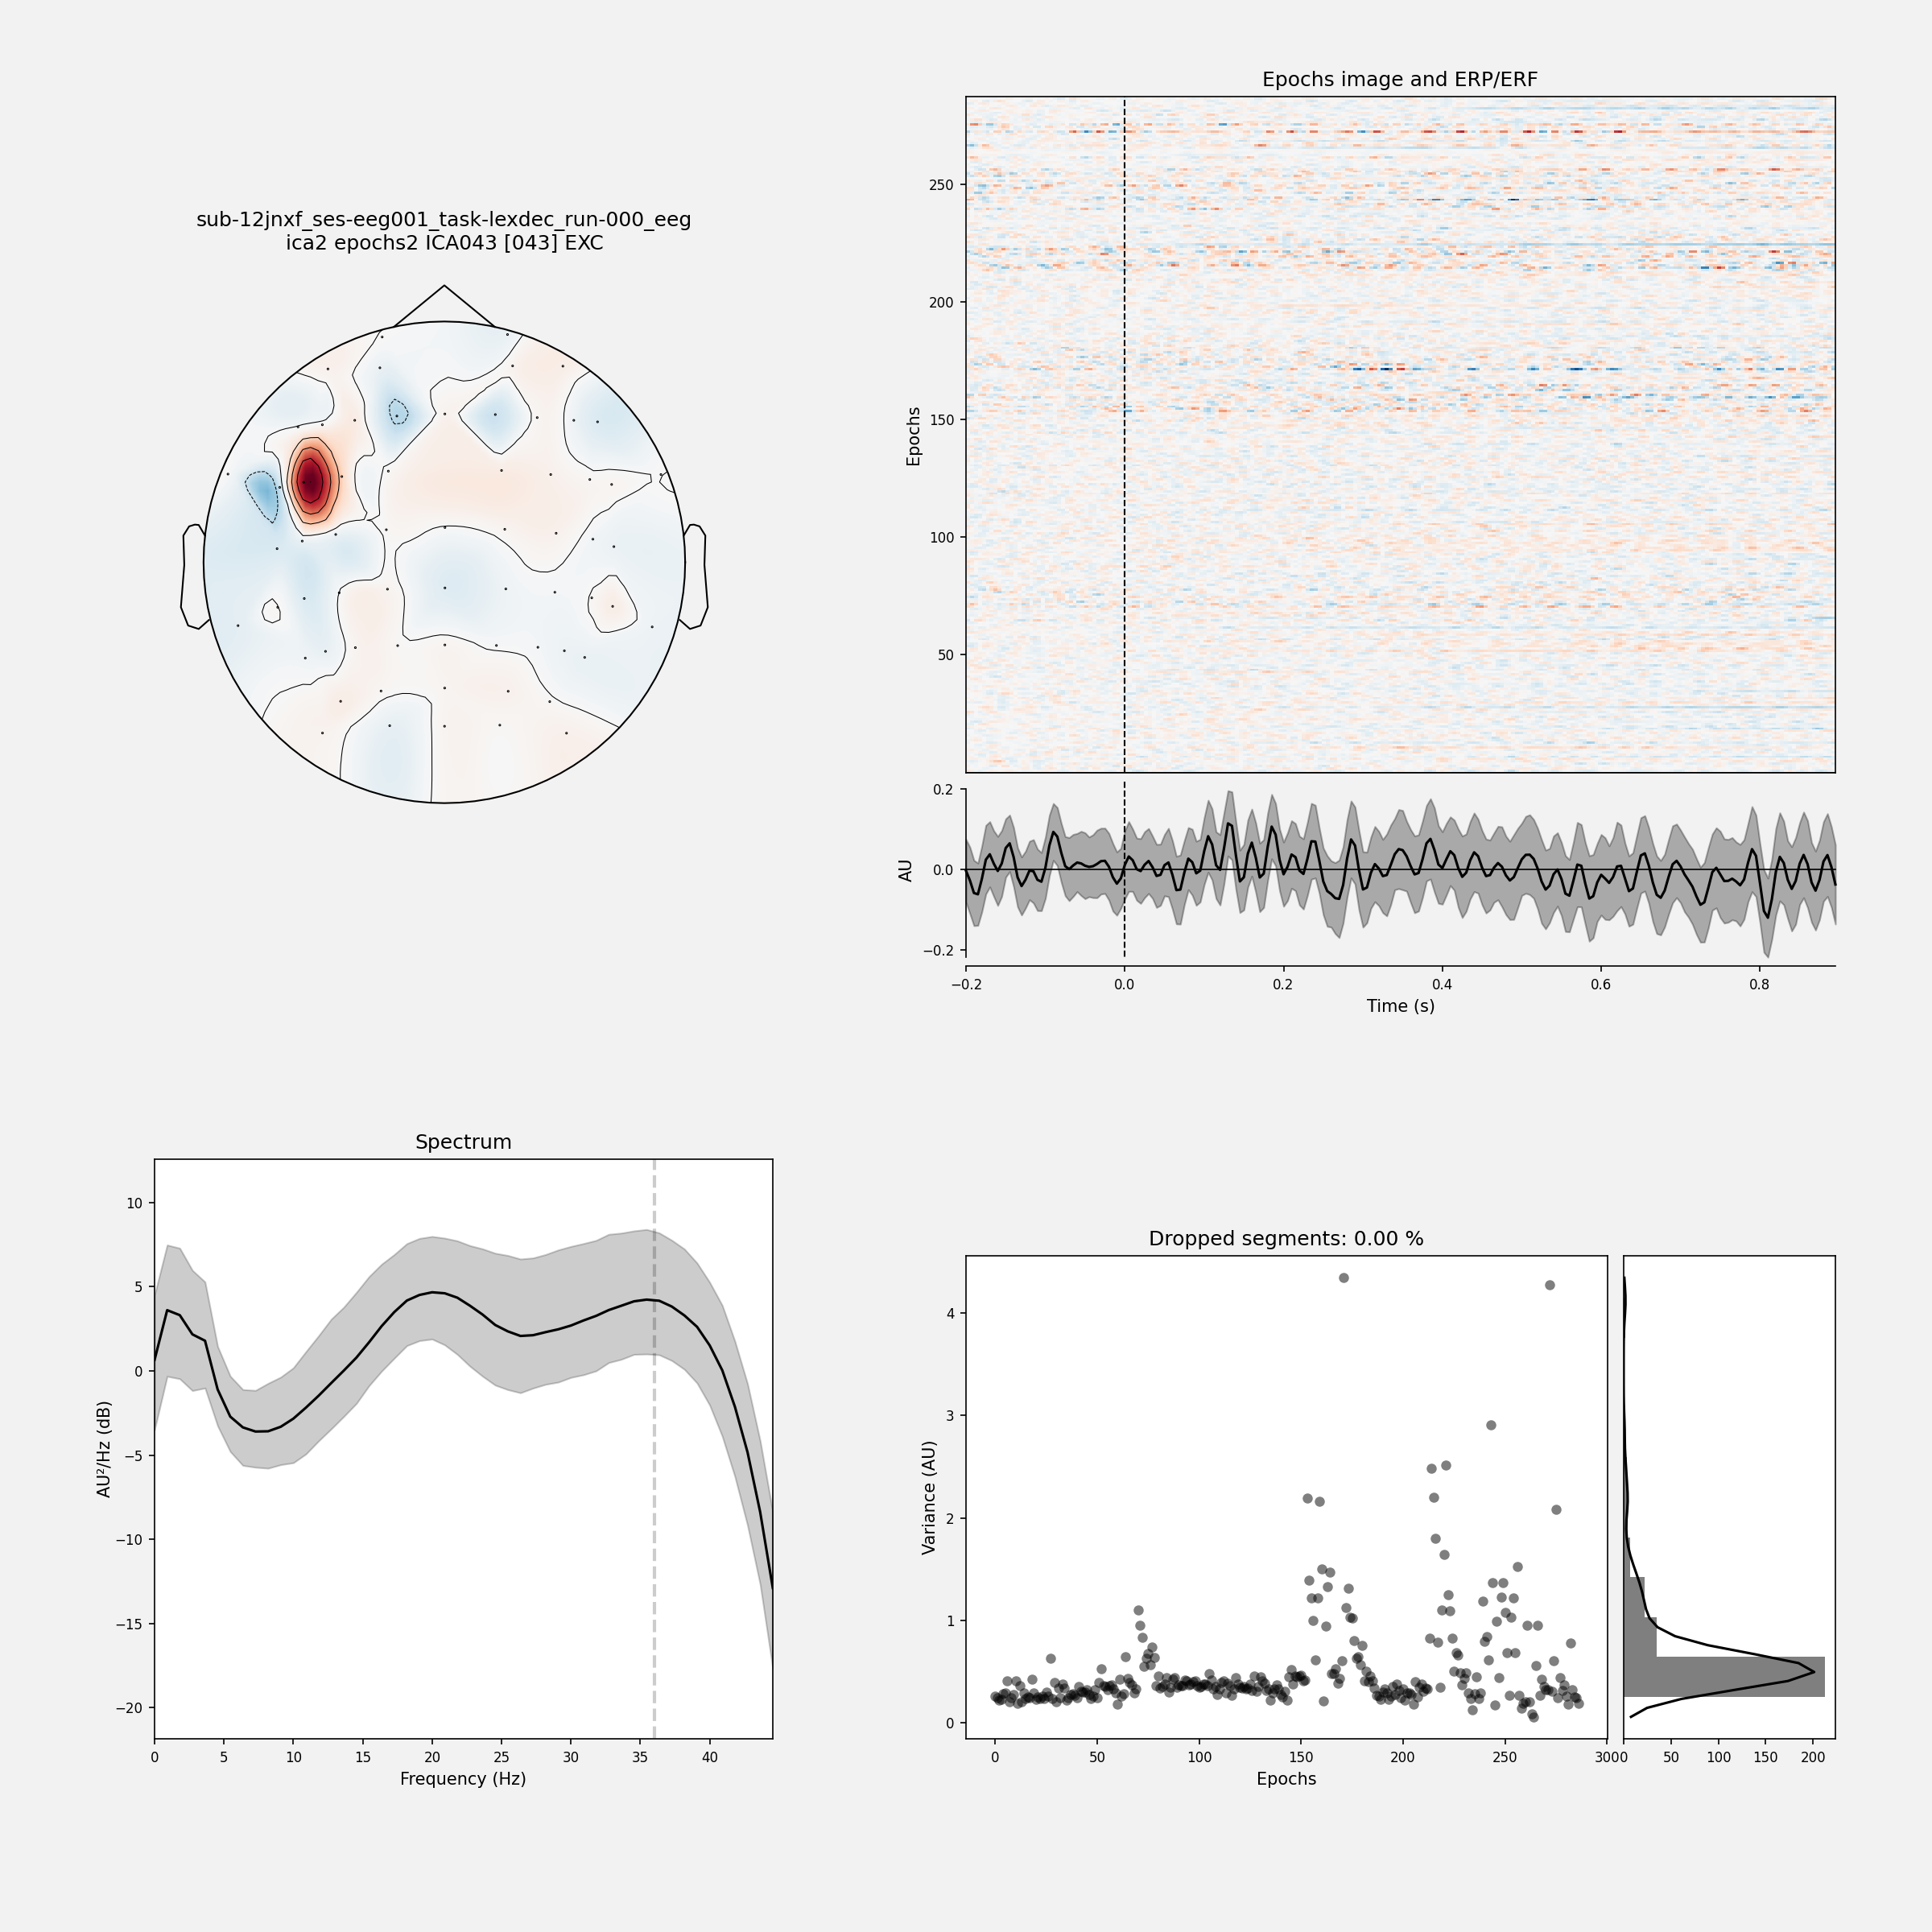 sub-12jnxf_ses-eeg001_task-lexdec_run-000_eeg
ica2 epochs2 ICA043 [043] EXC
Epochs image and ERP/ERF
Epochs
250
200
150
100
50
AU
0.2
0.0
−0.2
−0.2 0.0 0.2 0.4 0.6 0.8
Time (s)
Spectrum
AU²/Hz (dB)
10
5
0
−5
−10
−15
−20
0 5 10 15 20 25 30 35 40
Frequency (Hz)
Dropped segments: 0.00 %
Variance (AU)
4
3
2
1
0
0 50 100 150 200 250 300
Epochs
0 50 100 150 200